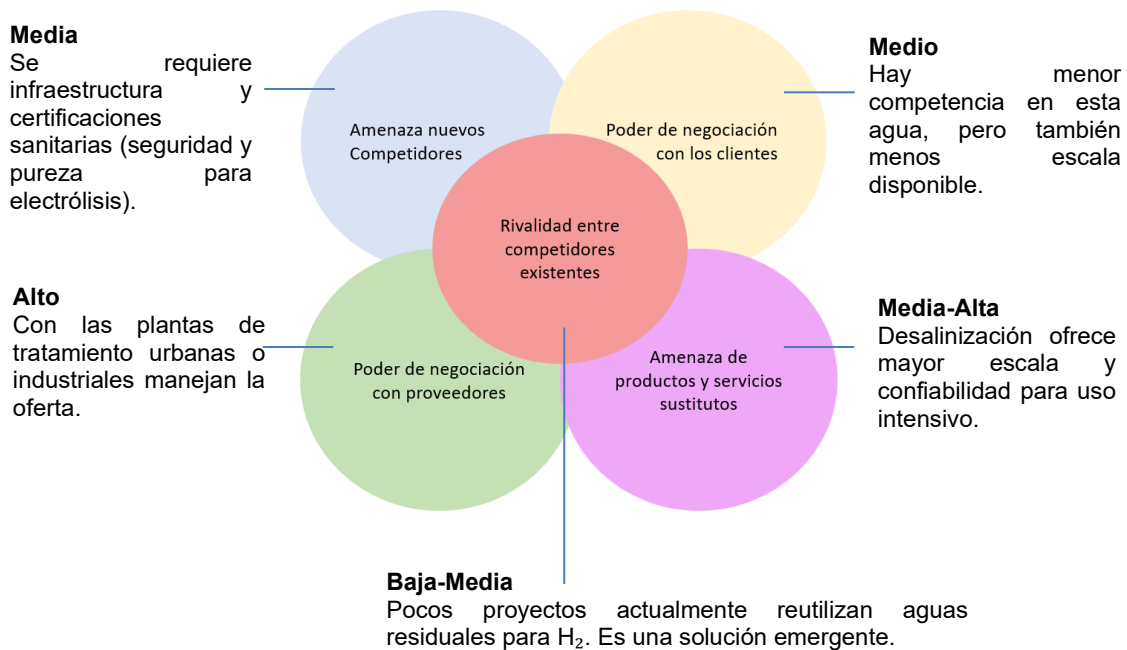 Media
Se requiere
infraestructura y
certificaciones
sanitarias (seguridad y
pureza para
electrólisis).
Amenaza nuevos
Competidores
Poder de negociación
con los clientes
Medio
Hay menor
competencia en esta
agua, pero también
menos escala
disponible.
Rivalidad entre
competidores
existentes
Alto
Con las plantas de
tratamiento urbanas o
industriales manejan la
oferta.
Poder de negociación
con proveedores
Amenaza de
productos y servicios
sustitutos
Media-Alta
Desalinización ofrece
mayor escala y
confiabilidad para uso
intensivo.
Baja-Media
Pocos proyectos actualmente reutilizan aguas
residuales para H₂. Es una solución emergente.